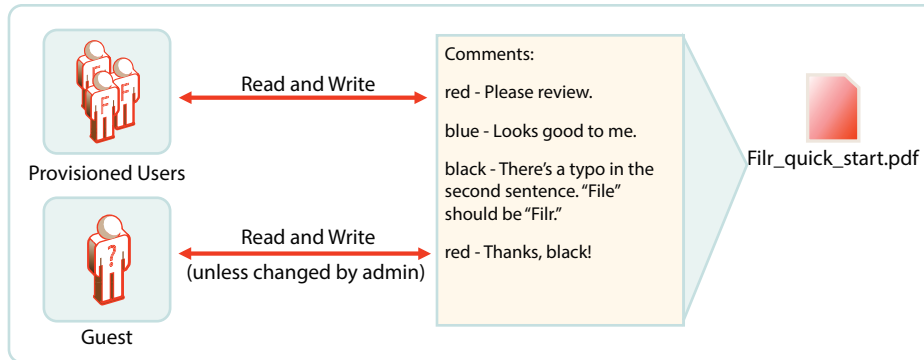 F
F
F
Provisioned Users
Read and Write
?
Guest
Read and Write
(unless changed by admin)
Comments:
red - Please review.
blue - Looks good to me.
black - There’s a typo in the
second sentence. “File”
should be “Filr.”
red - Thanks, black!
Filr_quick_start.pdf